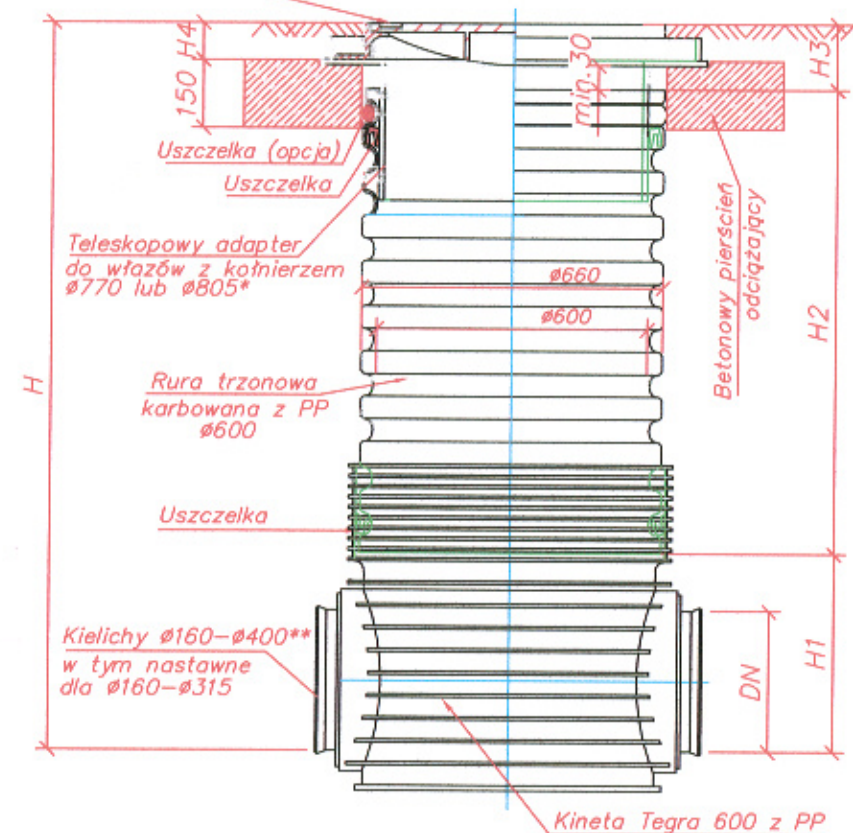 H4
150
H
Uszczelka (opcja)
Uszczelka
Teleskopowy adapter
do włazów z kołnierzem
ø770 lub ø805*
Rura trzonowa
karbowana z PP
ø600
Uszczelka
Kielichy ø160-ø400**
w tym nastawne
dla ø160-ø315
min. 30
ø660
ø600
H3
Betonowy pierścień
odciążający
H2
H1
DN
Kineta Tegra 600 z PP